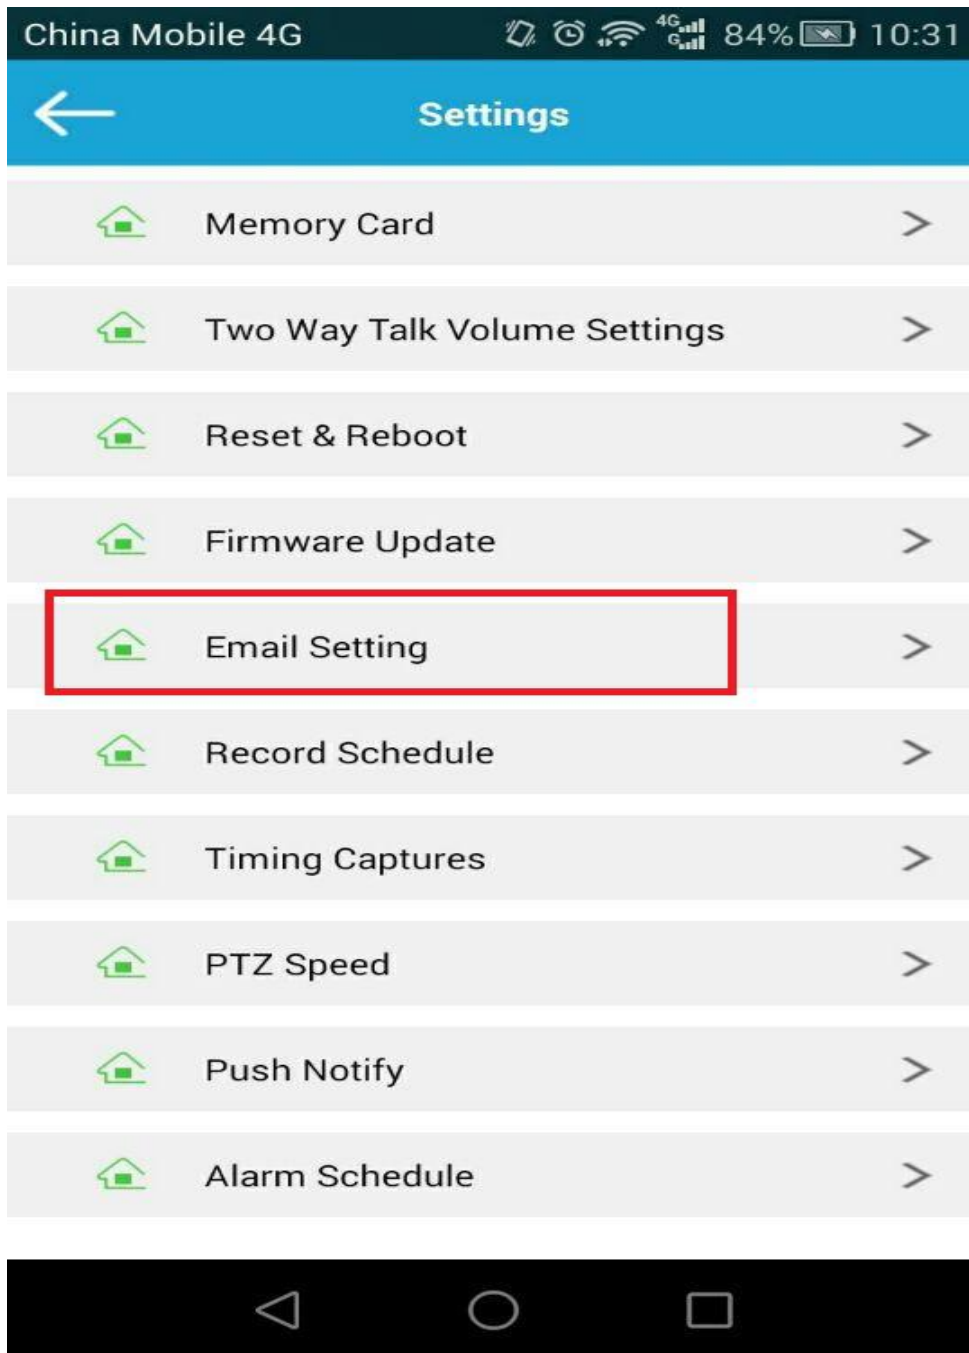 China Mobile 4G 4G G 84% 10:31
Settings
Memory Card
Two Way Talk Volume Settings
Reset & Reboot
Firmware Update
Email Setting
Record Schedule
Timing Captures
PTZ Speed
Push Notify
Alarm Schedule